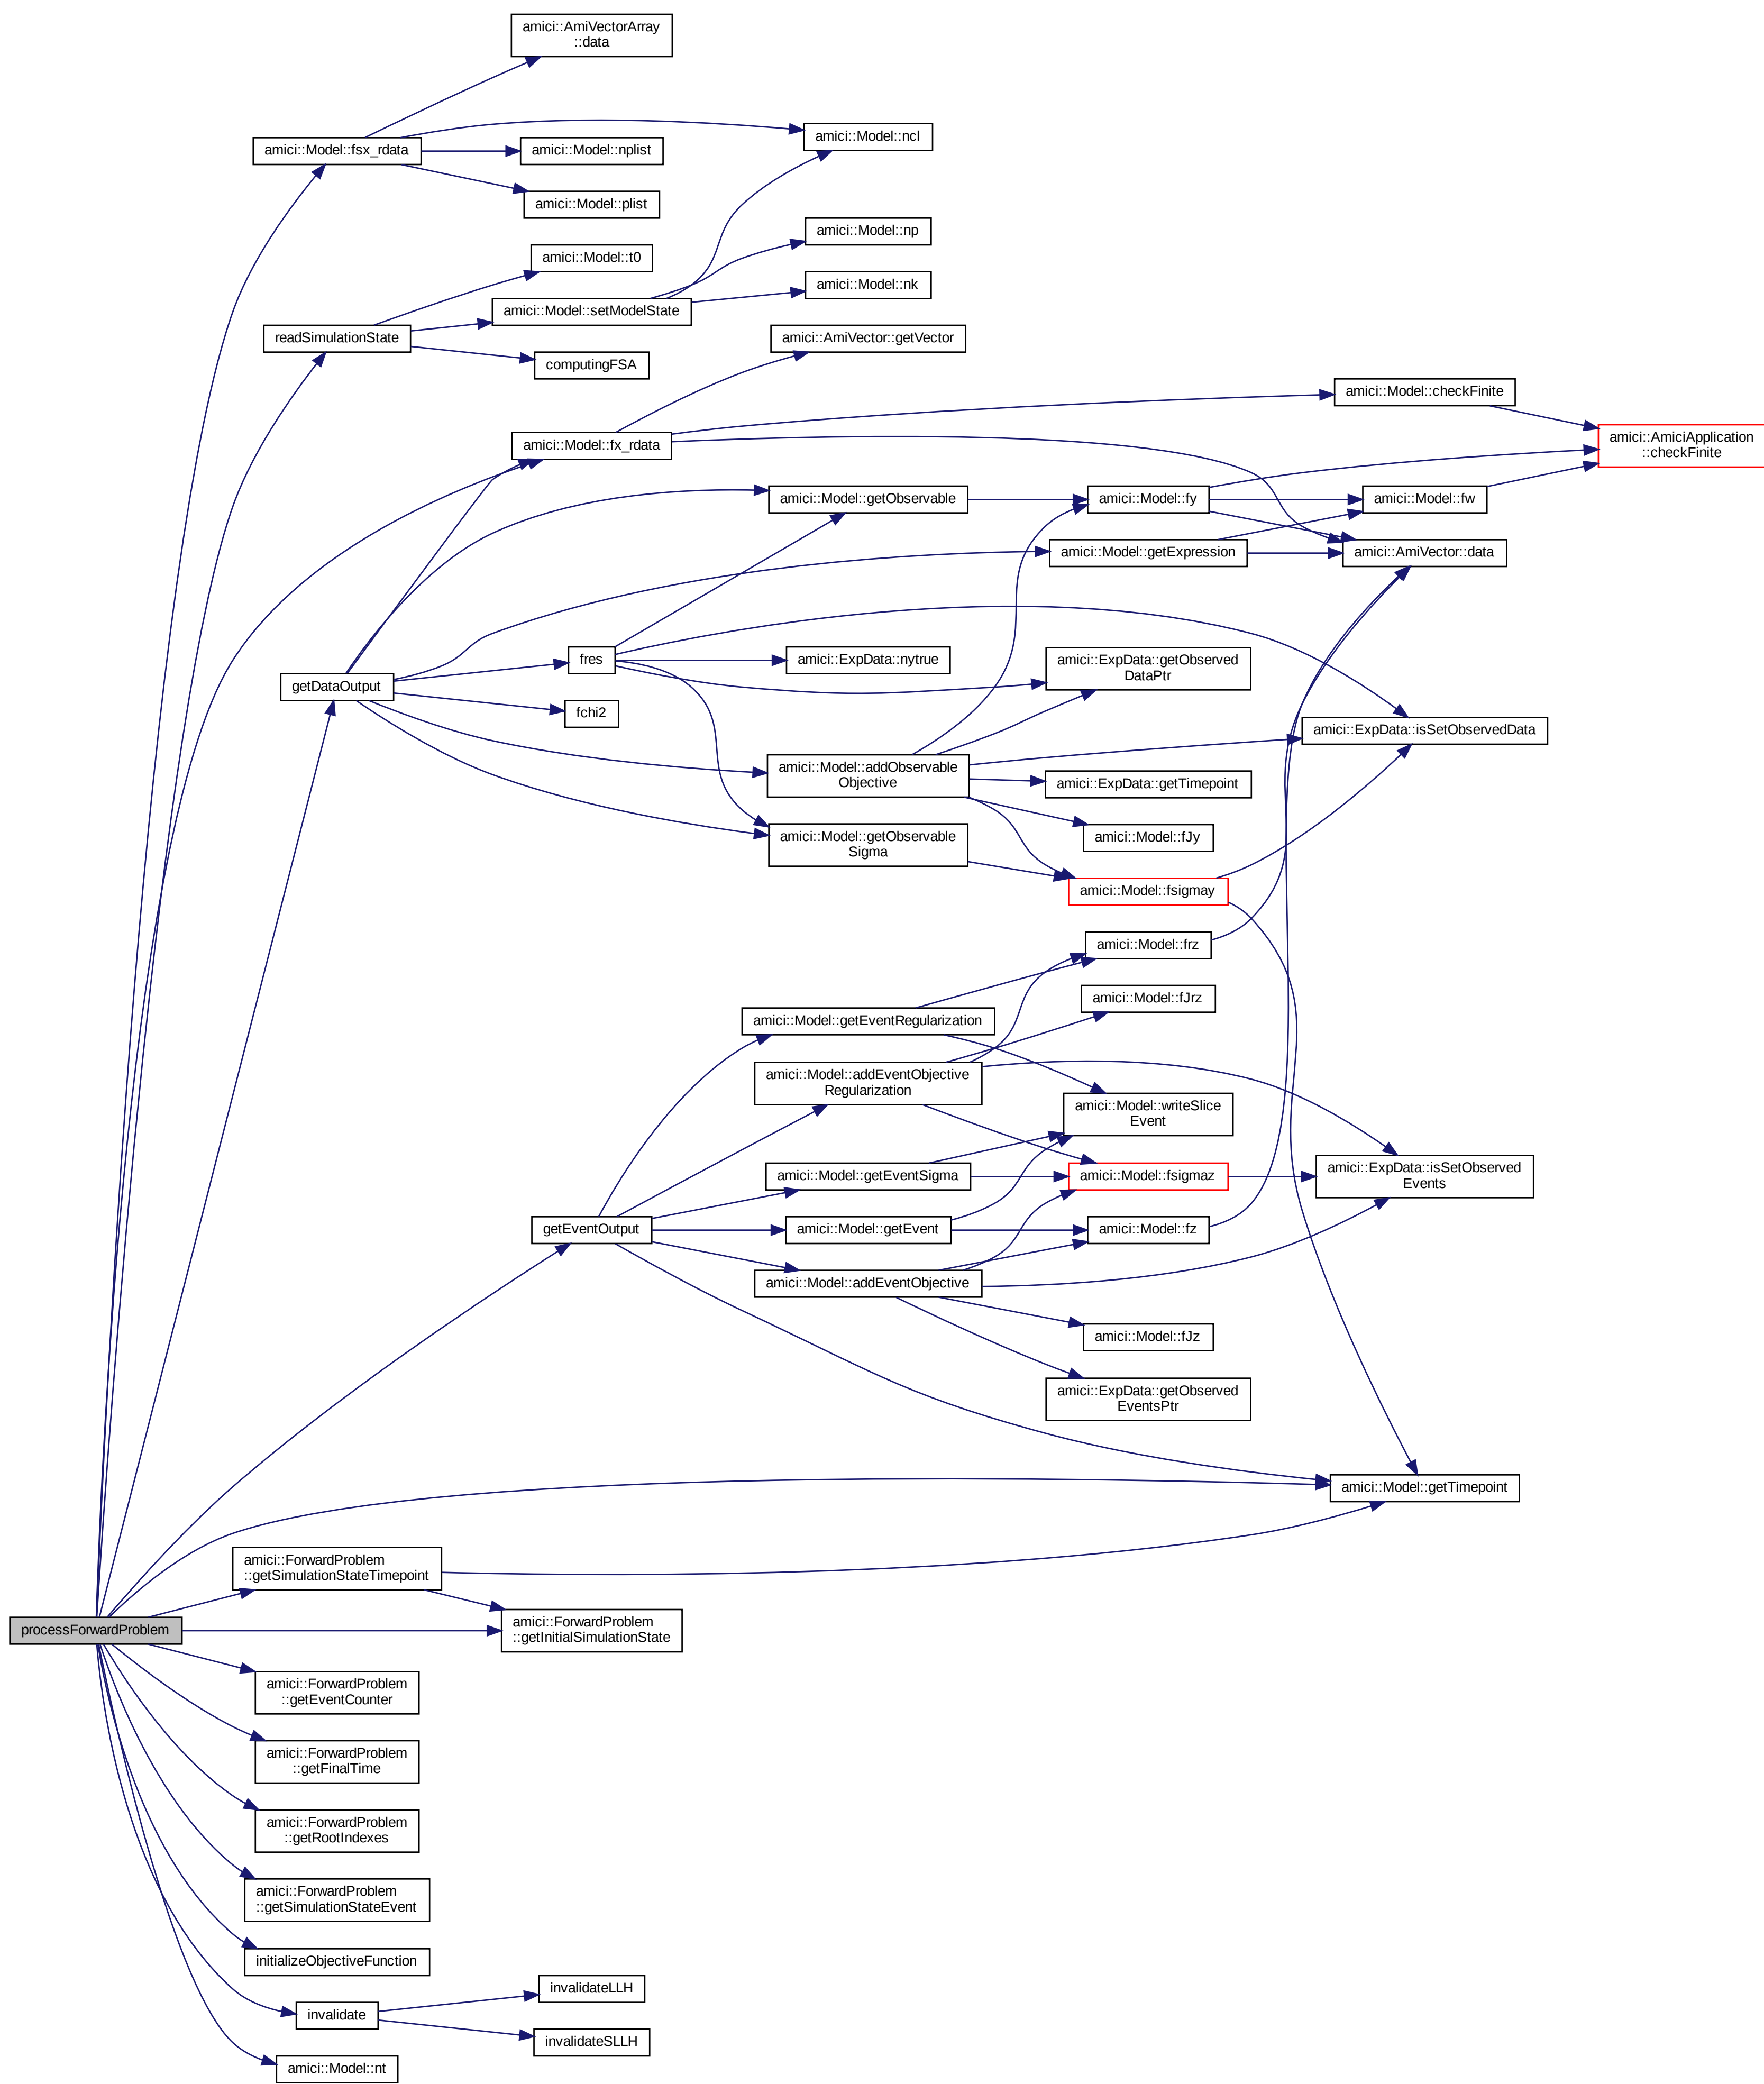 amici::AmiVectorArray
::data
amici::Model::ncl
amici::Model::fsx_rdata
amici::Model::nplist
amici::Model::plist
amici::Model::np
amici::Model::t0
amici::Model::nk
amici::Model::setModelState
readSimulationState
amici::AmiVector::getVector
computingFSA
amici::Model::checkFinite
amici::Model::fx_rdata
amici::AmiciApplication
::checkFinite
amici::Model::getObservable
amici::Model::fy
amici::Model::fw
amici::Model::getExpression
amici::AmiVector::data
fres
amici::ExpData::nytrue
amici::ExpData::getObserved
DataPtr
getDataOutput
fchi2
amici::ExpData::isSetObservedData
amici::Model::addObservable
Objective
amici::ExpData::getTimepoint
amici::Model::fJy
amici::Model::getObservable
Sigma
amici::Model::fsigmay
amici::Model::frz
amici::Model::fJrz
amici::Model::getEventRegularization
amici::Model::addEventObjective
Regularization
amici::Model::writeSlice
Event
amici::Model::getEventSigma
amici::Model::fsigmaz
amici::ExpData::isSetObserved
Events
getEventOutput
amici::Model::getEvent
amici::Model::fz
amici::Model::addEventObjective
amici::Model::fJz
amici::ExpData::getObserved
EventsPtr
amici::Model::getTimepoint
amici::ForwardProblem
::getSimulationStateTimepoint
processForwardProblem
amici::ForwardProblem
::getInitialSimulationState
amici::ForwardProblem
::getEventCounter
amici::ForwardProblem
::getFinalTime
amici::ForwardProblem
::getRootIndexes
amici::ForwardProblem
::getSimulationStateEvent
initializeObjectiveFunction
invalidateLLH
invalidate
invalidateSLLH
amici::Model::nt